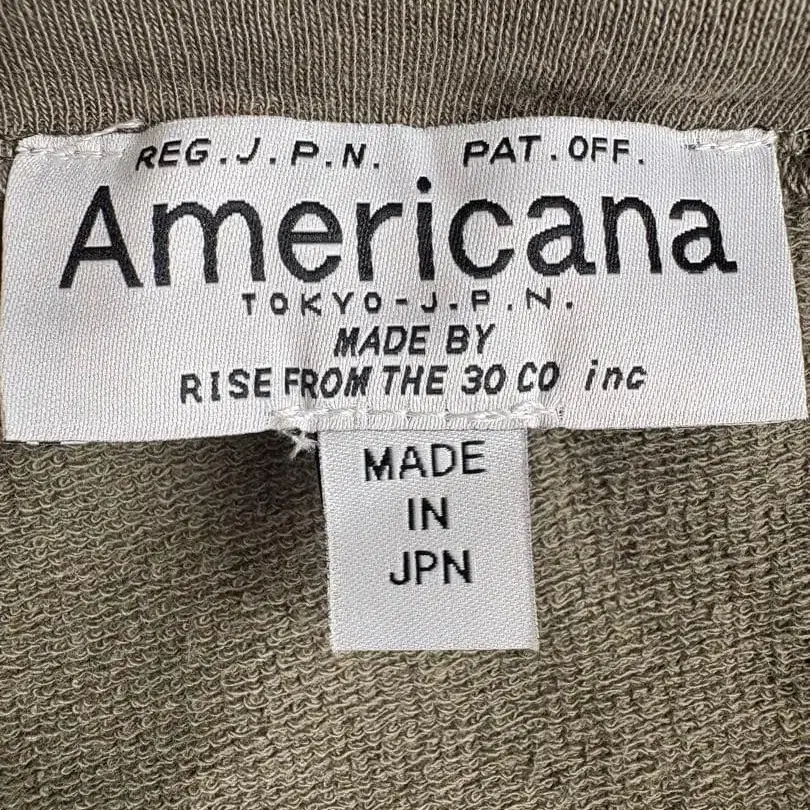 REG.J.P.N. PAT.OFF.
Americana
TOKYO-J.P.N.
MADE BY
RISE FROM THE 30 CO inc
MADE
IN
JPN